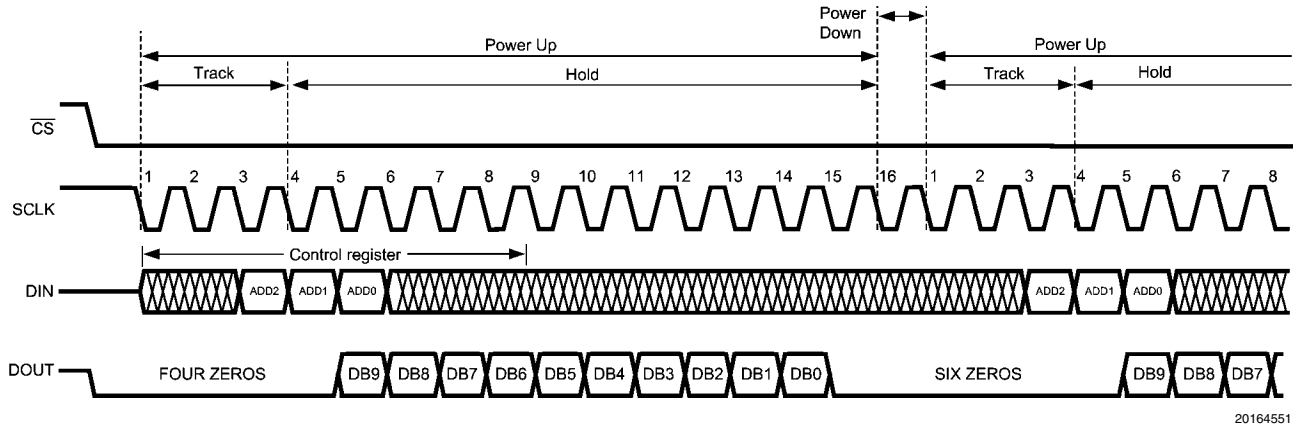 Power Down
Power Up
Power Up
Track
Hold
Track
Hold
CS
1 2 3 4 5 6 7 8 9 10 11 12 13 14 15 16 1 2 3 4 5 6 7 8
SCLK
Control register
DIN
ADD2 ADD1 ADD0 ADD2 ADD1 ADD0
DOUT
FOUR ZEROS DB9 DB8 DB7 DB6 DB5 DB4 DB3 DB2 DB1 DB0 SIX ZEROS DB9 DB8 DB7
20164551